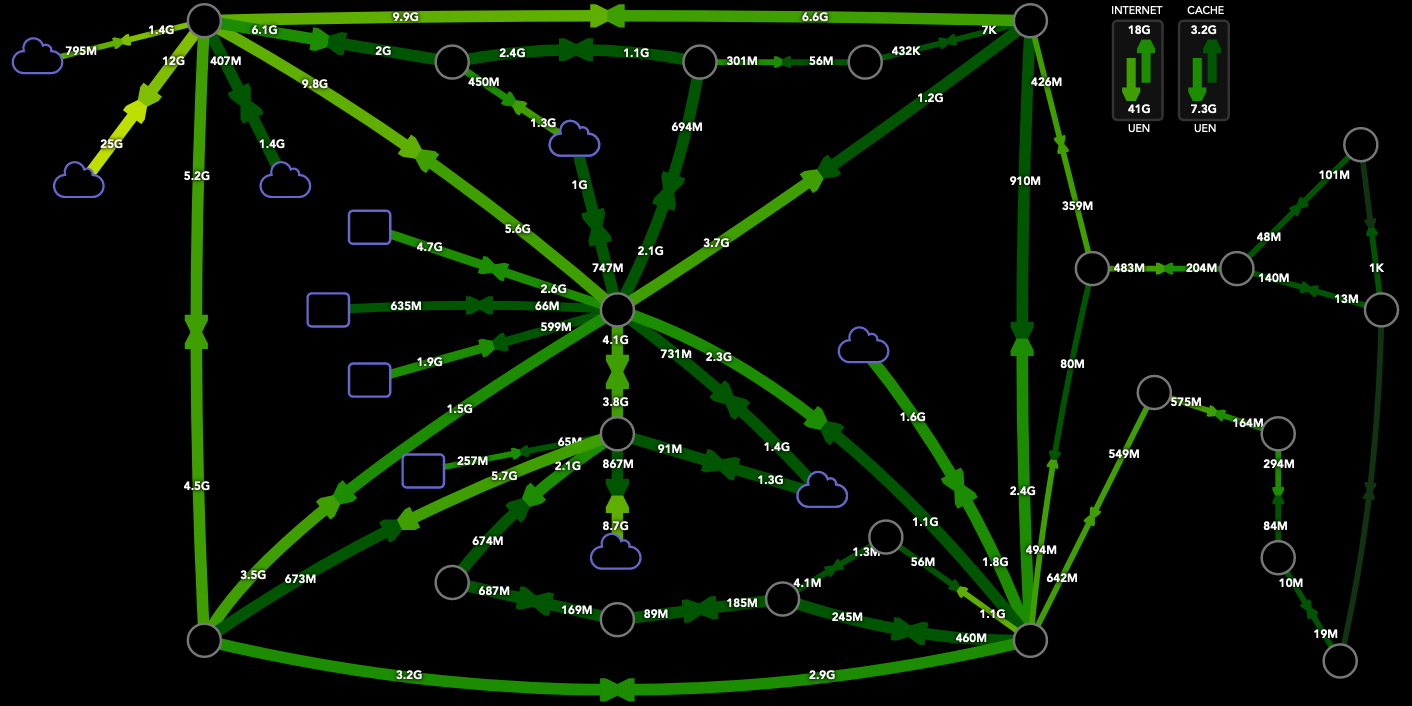 INTERNET CACHE
9.9G 6.6G
1.4G 6.1G 7K 18G 3.2G
795M 2G 2.4G 1.1G 432K
12G 407M 301M 56M
450M 9.8G 426M
1.2G 41G 7.3G
1.3G 694M UEN UEN
25G 1.4G
5.2G 1G 910M 101M
359M
5.6G 48M
4.7G 3.7G
2.1G
747M 483M 204M 1K
2.6G 140M
635M 66M 13M
599M
4.1G
1.9G 731M 2.3G 80M
3.8G 575M
1.5G 1.6G 164M
65M 91M 1.4G 549M
257M 2.1G 867M 294M
5.7G 1.3G
4.5G 2.4G
8.7G 1.1G 84M
674M 1.3M 494M
56M 1.8G
3.5G 673M 4.1M 642M 10M
687M 185M
169M 89M 245M 1.1G
460M 19M
3.2G 2.9G